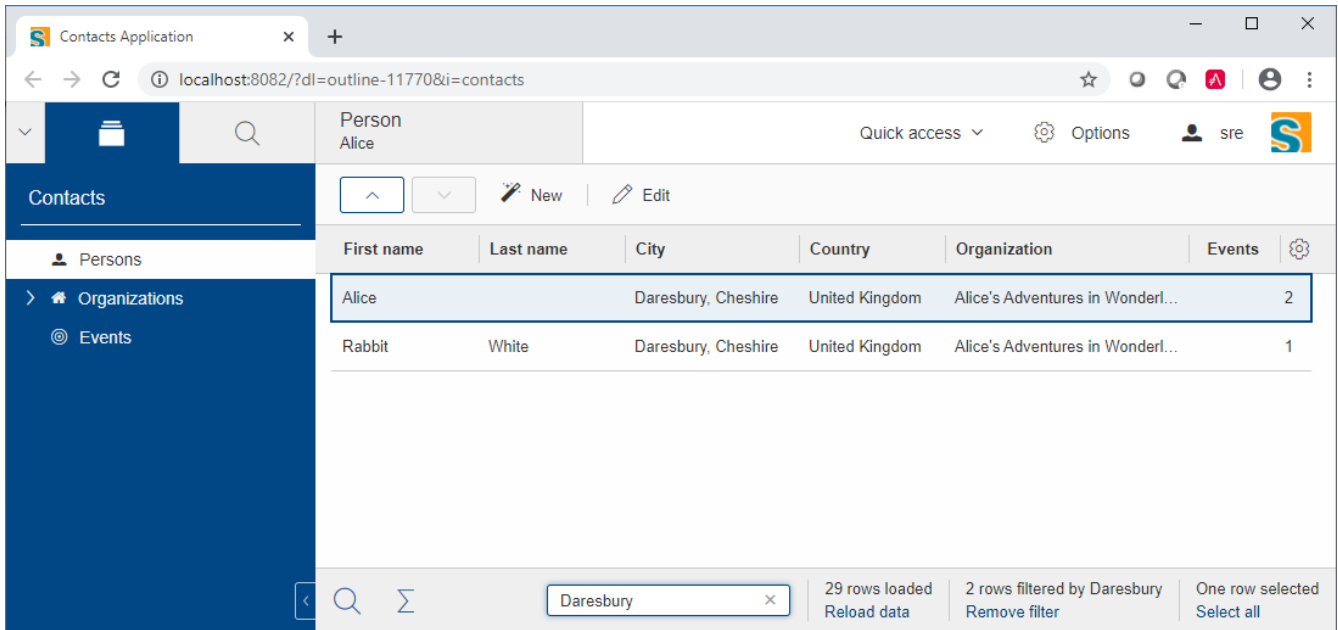 Contacts Application
localhost:8082/?dl=outline-11770&i=contacts
Person
Alice
Quick access
Options
sre
Contacts
New
Edit
First name Last name City Country Organization Events
Persons
Alice Daresbury, Cheshire United Kingdom Alice's Adventures in Wonderl... 2
Organizations
Events
Rabbit White Daresbury, Cheshire United Kingdom Alice's Adventures in Wonderl... 1
Daresbury
29 rows loaded
Reload data
2 rows filtered by Daresbury
Remove filter
One row selected
Select all